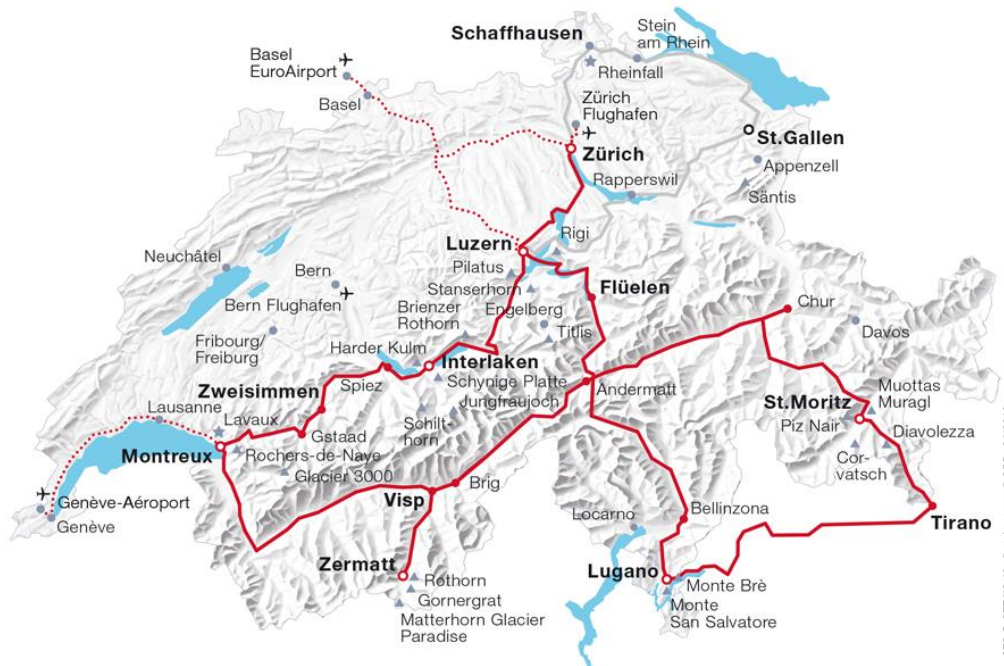 Schaffhausen
Stein
am Rhein
Basel
EuroAirport
Rheinfall
Basel
Zürich
Flughafen
St.Gallen
Zürich
Appenzell
Rapperswil
Säntis
Rigi
Luzern
Neuchâtel
Bern
Pilatus
Stanserhorn
Flüelen
Bern Flughafen
Brienzer
Rothorn
Engelberg
Chur
Titlis
Davos
Fribourg/
Freiburg
Harder Kulm
Interlaken
Zweisimmen
Spiez
Schynige Platte
Jungfraujoch
Andermatt
Muottas
Muragl
St.Moritz
Piz Nair
Lausanne
Lavaux
Gstaad
Schilt-
horn
Diavolezza
Cor-
vatsch
Montreux
Rochers-de-Naye
Glacier 3000
Brig
Visp
Genève-Aéroport
Genève
Locarno
Bellinzona
Tirano
Zermatt
Rothorn
Gornergrat
Matterhorn Glacier
Paradise
Lugano
Monte Brè
Monte
San Salvatore